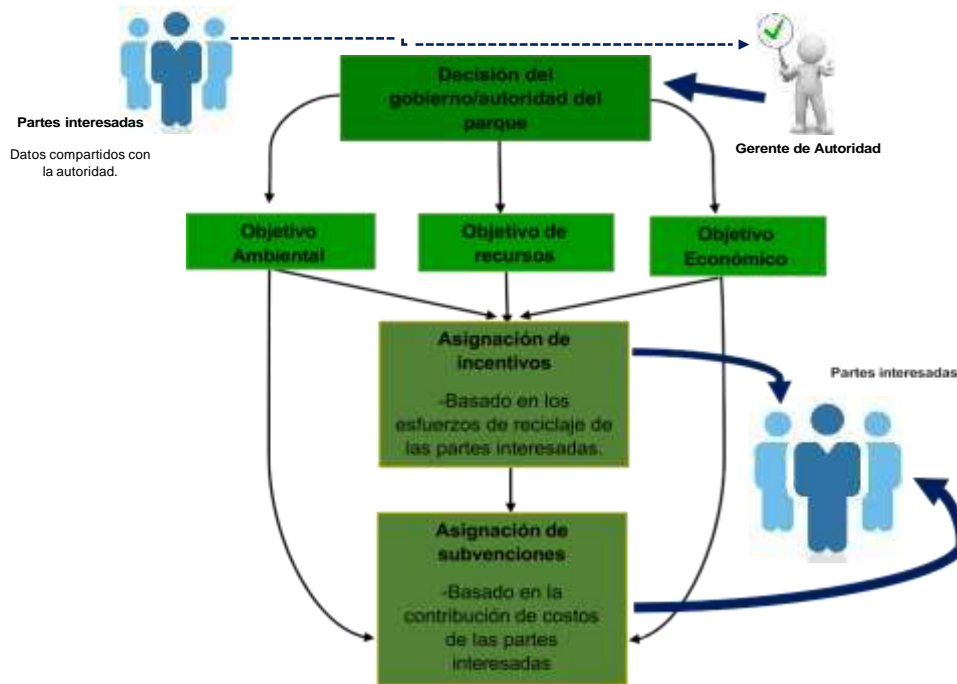 Partes interesadas
Datos compartidos con
la autoridad.
Decisión del
gobierno/autoridad del
parque
Gerente de Autoridad
Objetivo
Ambiental
Objetivo de
recursos
Objetivo
Económico
Asignación de
incentivos
-Basado en los
esfuerzos de reciclaje de
las partes interesadas.
Partes interesadas
Asignación de
subvenciones
-Basado en la
contribución de costos
de las partes
interesadas